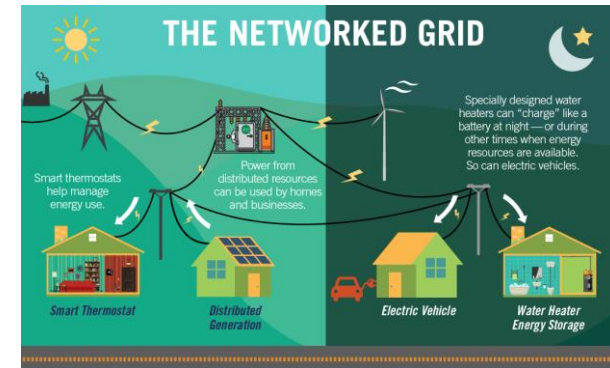 THE NETWORKED GRID
Specially designed water
heaters can “charge” like a
battery at night — or during
other times when energy
resources are available.
So can electric vehicles.
Smart thermostats
help manage
energy use.
Power from
distributed resources
can be used by homes
and businesses.
Smart Thermostat
Distributed
Generation
Electric Vehicle
Water Heater
Energy Storage